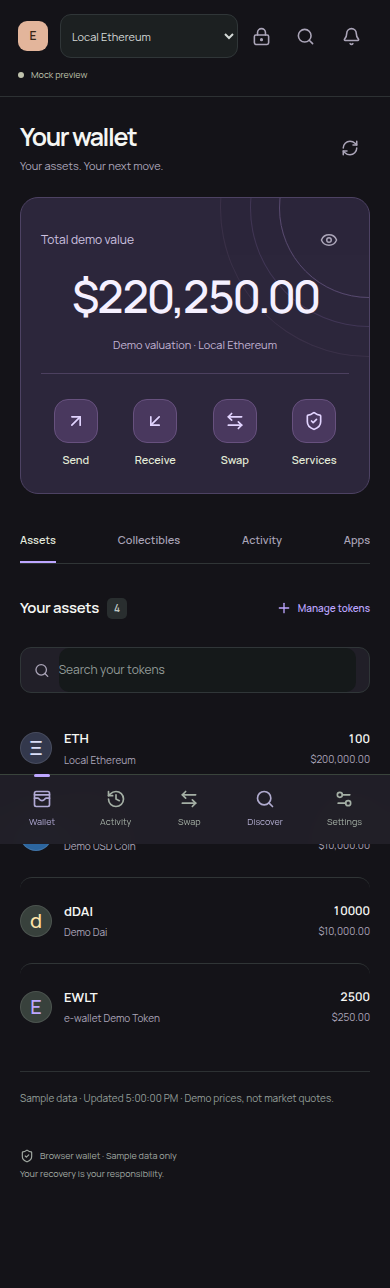 E
Local Ethereum
Mock preview
Your wallet
Your assets. Your next move.
Total demo value
$220,250.00
Demo valuation · Local Ethereum
Send Receive Swap Services
Assets Collectibles Activity Apps
Your assets 4 Manage tokens
Search your tokens
ETH 100
Local Ethereum $200,000.00
Wallet Activity Swap Discover Settings
Demo USD Coin $10,000.00
d dDAI 10000
Demo Dai $10,000.00
E EWLT 2500
e-wallet Demo Token $250.00
Sample data · Updated 5:00:00 PM · Demo prices, not market quotes.
Browser wallet · Sample data only
Your recovery is your responsibility.